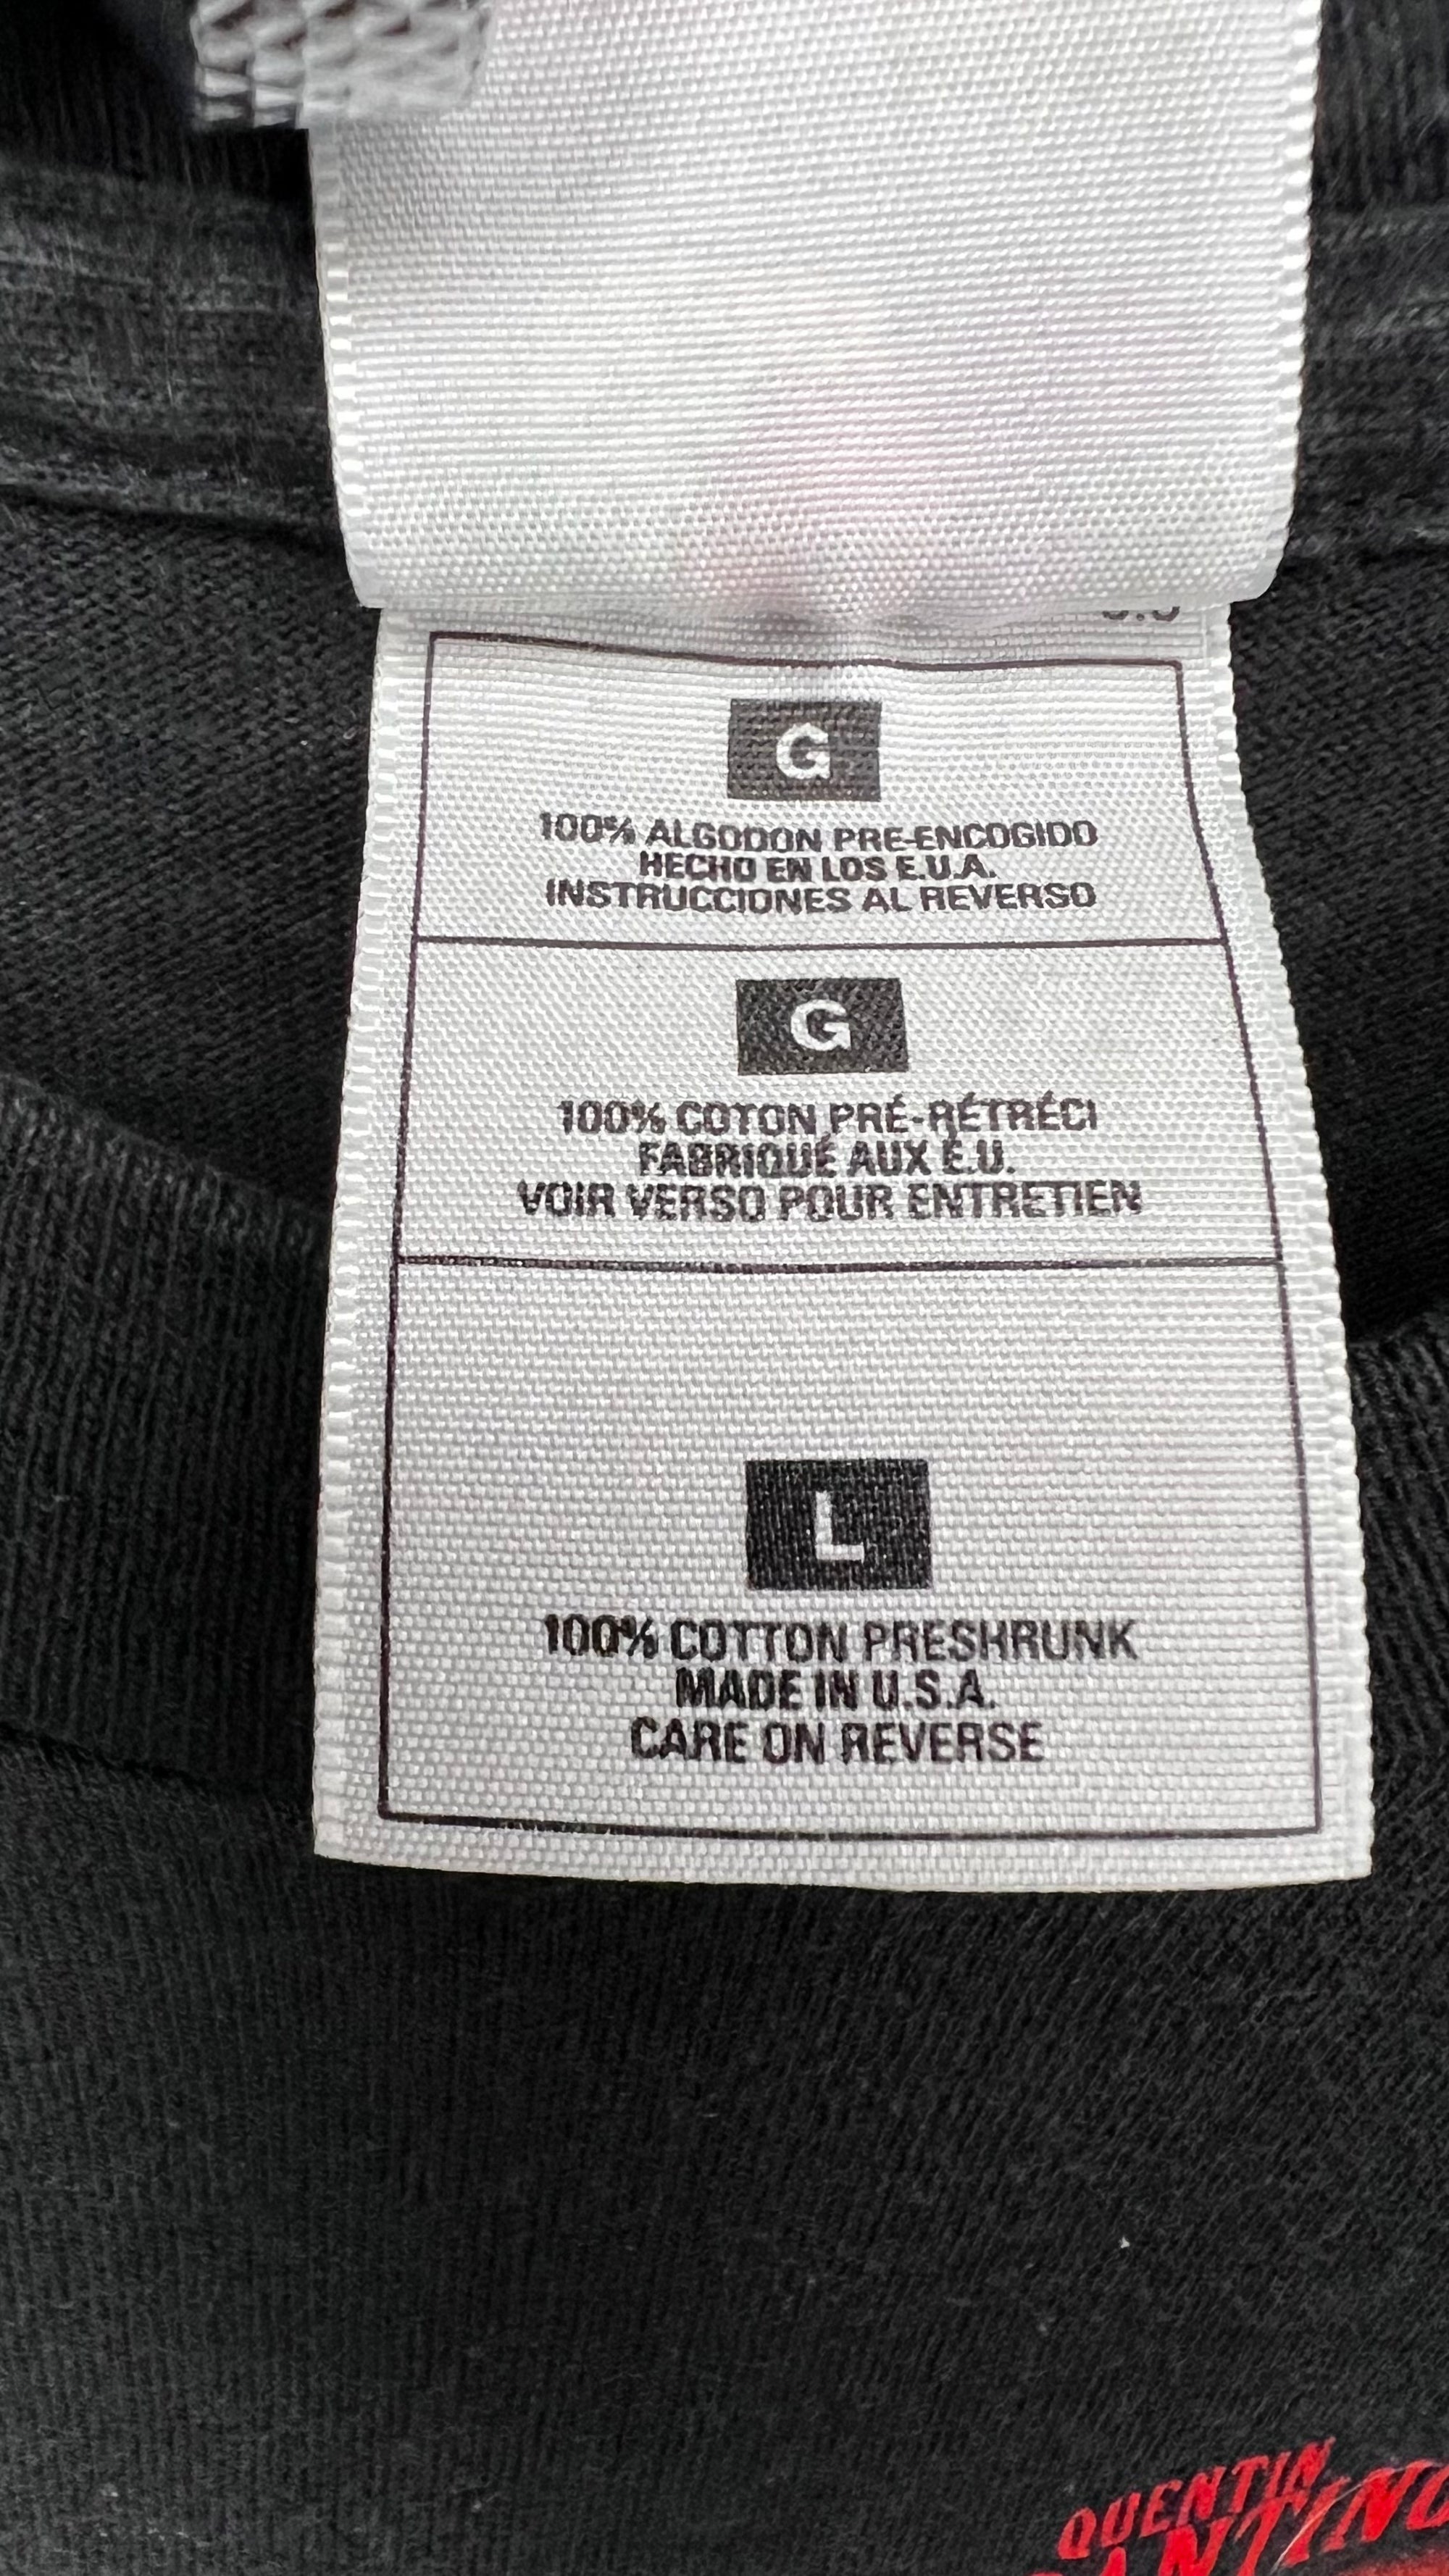 G
100% ALGODON PRE-ENCOGIDO
HECHO EN LOS E.U.A.
INSTRUCCIONES AL REVERSO
G
100% COTON PRÉ-RÉTRÉCI
FABRIQUÉ AUX É.U.
VOIR VERSO POUR ENTRETIEN
L
100% COTTON PRESHRUNK
MADE IN U.S.A.
CARE ON REVERSE
QUENTIN